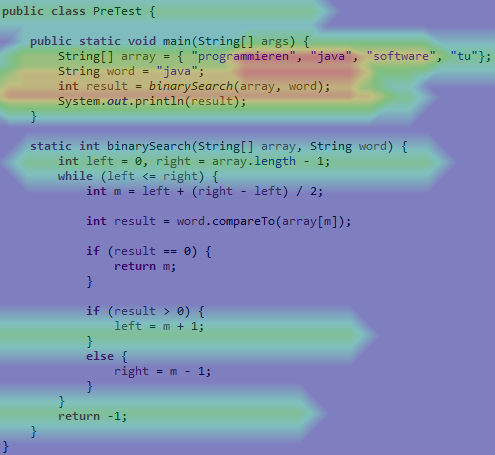 public class PreTest {
public static void main(String[] args) {
String[] array = { "programmieren", "java", "software", "tu"};
String word = "java";
int result = binarySearch(array, word);
System.out.println(result);
}
static int binarySearch(String[] array, String word) {
int left = 0, right = array.length - 1;
while (left <= right) {
int m = left + (right - left) / 2;
int result = word.compareTo(array[m]);
if (result == 0) {
return m;
}
if (result > 0) {
left = m + 1;
}
else {
right = m - 1;
}
}
return -1;
}
}